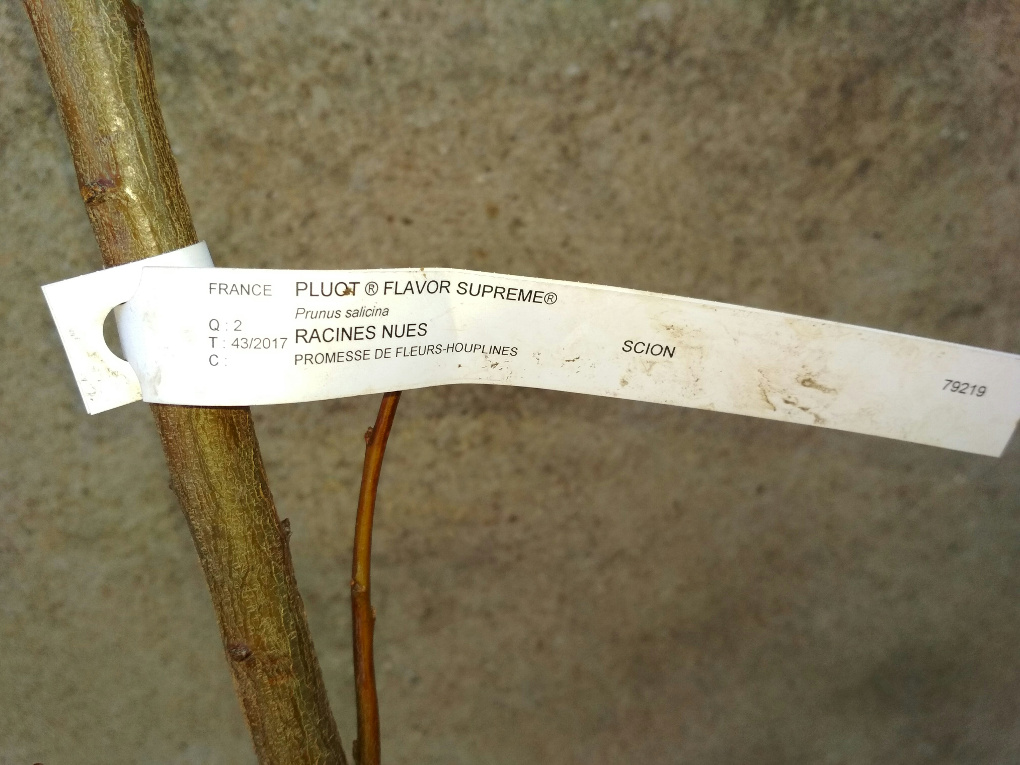 FRANCE PLUOT ® FLAVOR SUPREME®
Prunus salicina
Q : 2
RACINES NUES
T : 43/2017
C : PROMESSE DE FLEURS-HOUPLINES
SCION
79219